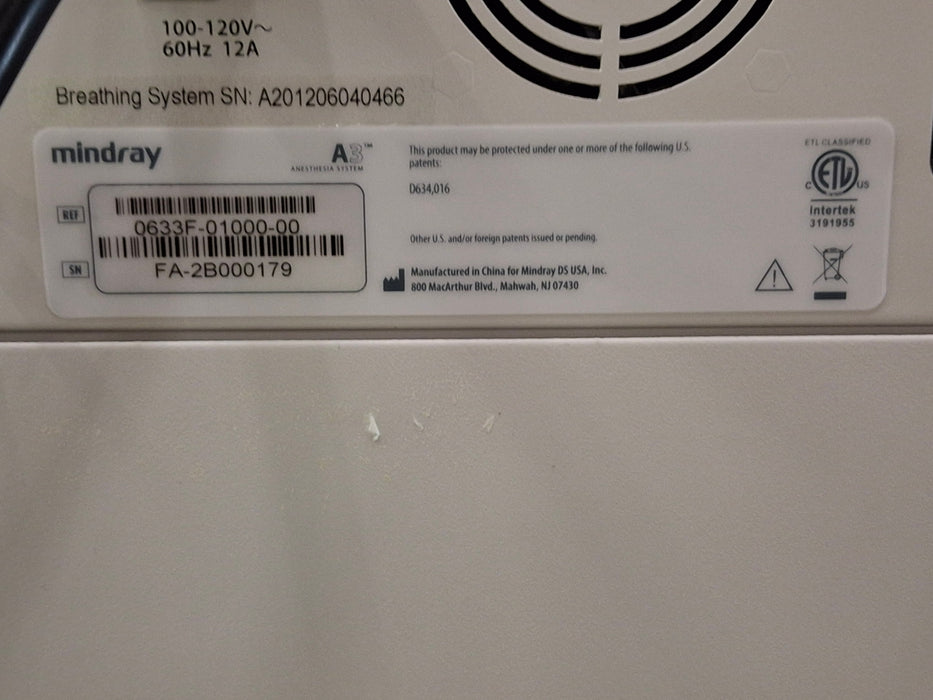 100-120V~
60Hz 12A
Breathing System SN: A201206040466
mindray
A3™
ANESTHESIA SYSTEM
REF
0633F-01000-00
SN
FA-2B000179
This product may be protected under one or more of the following U.S.
patents:
D634,016
Other U.S. and/or foreign patents issued or pending.
Manufactured in China for Mindray DS USA, Inc.
800 MacArthur Blvd., Mahwah, NJ 07430
ETL CLASSIFIED
C ETL US
Intertek
3191955